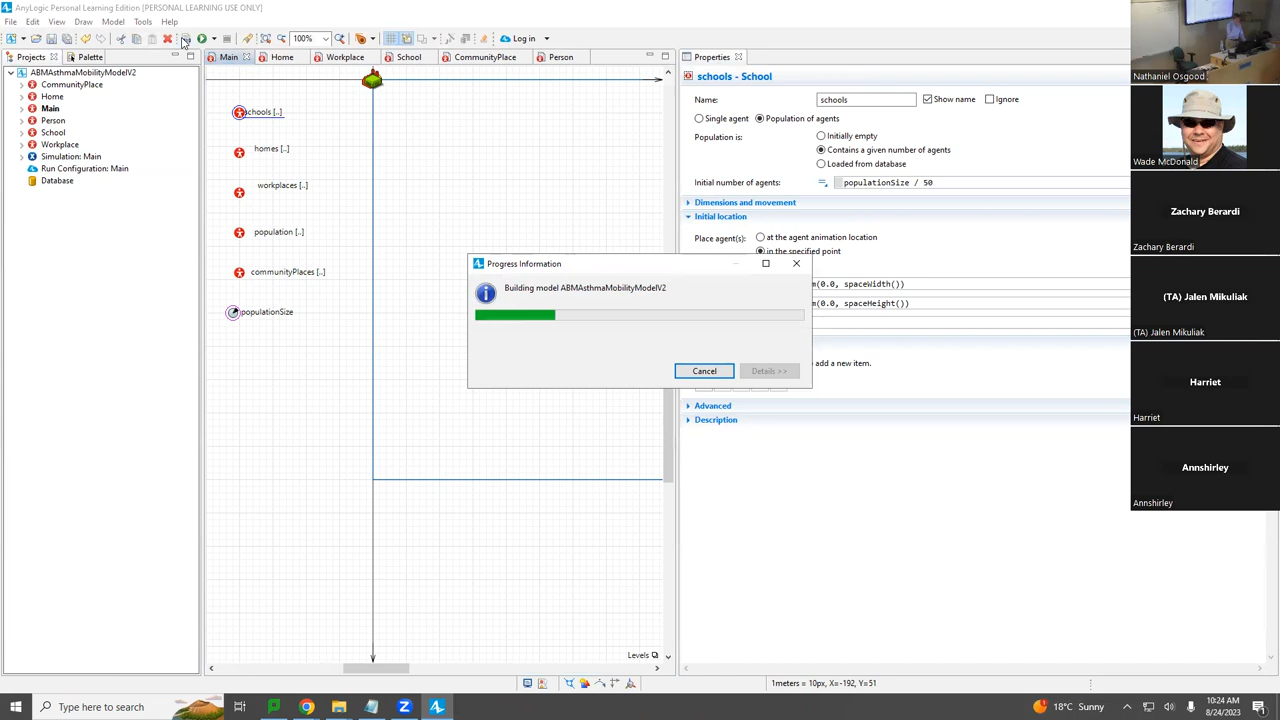 AnyLogic Personal Learning Edition [PERSONAL LEARNING USE ONLY]
File Edit View Draw Model Tools Help
100%
Log in
Projects
Palette
Main
Home
Workplace
School
CommunityPlace
Person
Properties
ABMAsthmaMobilityModelV2
CommunityPlace
Home
Main
Person
School
Workplace
Simulation: Main
Run Configuration: Main
Database
schools [..]
homes [..]
workplaces [..]
population [..]
communityPlaces [..]
populationSize
Levels
schools - School
Name:
schools
Show name
Ignore
Single agent
Population of agents
Population is:
Initially empty
Contains a given number of agents
Loaded from database
Initial number of agents:
populationSize / 50
Dimensions and movement
Initial location
Place agent(s):
at the agent animation location
in the specified point
m(0.0, spaceWidth())
m(0.0, spaceHeight())
add a new item.
Advanced
Description
Progress Information
Building model ABMAsthmaMobilityModelV2
Cancel
Details >>
1meters = 10px, X=-192, Y=51
Nathaniel Osgood
Wade McDonald
Zachary Berardi
Zachary Berardi
(TA) Jalen Mikuliak
(TA) Jalen Mikuliak
Harriet
Harriet
Annshirley
Annshirley
Type here to search
18°C Sunny
10:24 AM
8/24/2023